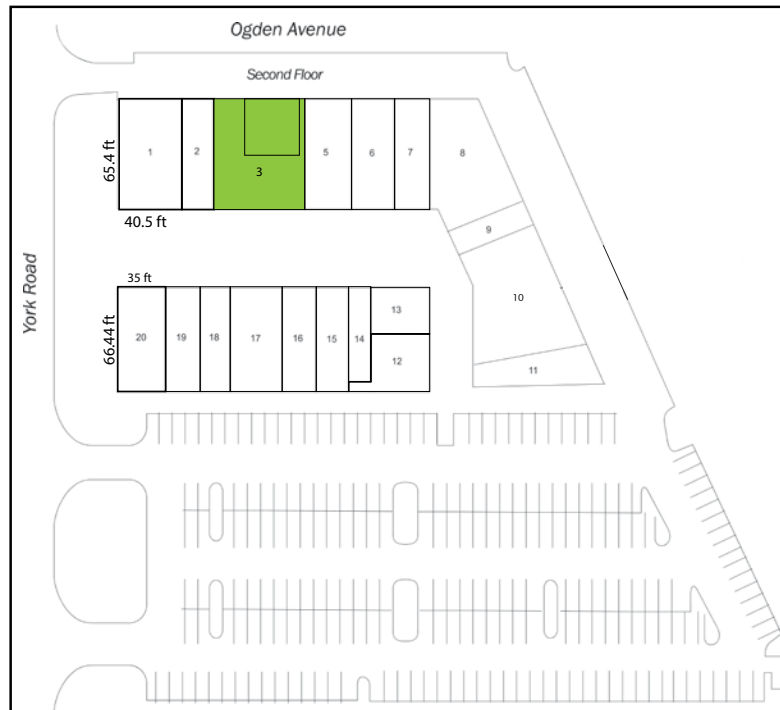 Ogden Avenue
Second Floor
65.4 ft
1
2
3
5
6
7
8
40.5 ft
9
35 ft
York Road
66.44 ft
20
19
18
17
16
15
14
13
12
10
11